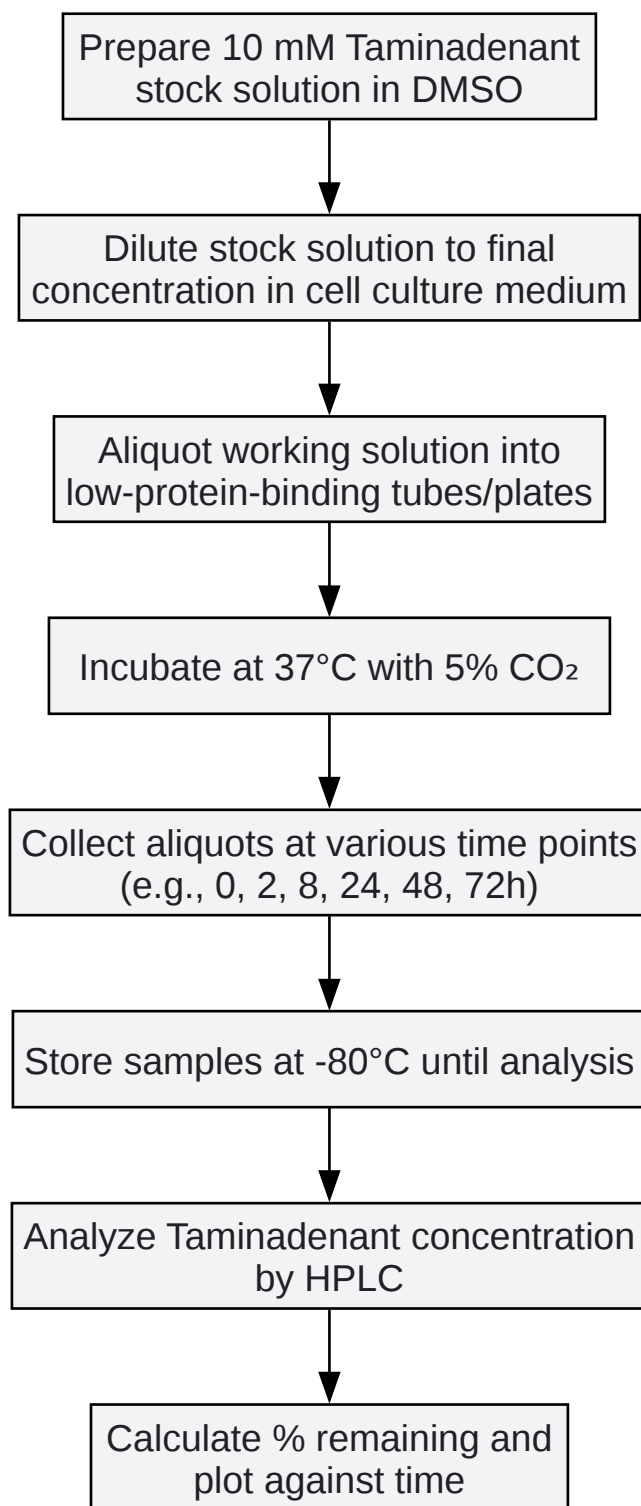 Prepare 10 mM Taminadenant
stock solution in DMSO
Dilute stock solution to final
concentration in cell culture medium
Aliquot working solution into
low-protein-binding tubes/plates
Incubate at 37°C with 5% CO₂
Collect aliquots at various time points
(e.g., 0, 2, 8, 24, 48, 72h)
Store samples at -80°C until analysis
Analyze Taminadenant concentration
by HPLC
Calculate % remaining and
plot against time